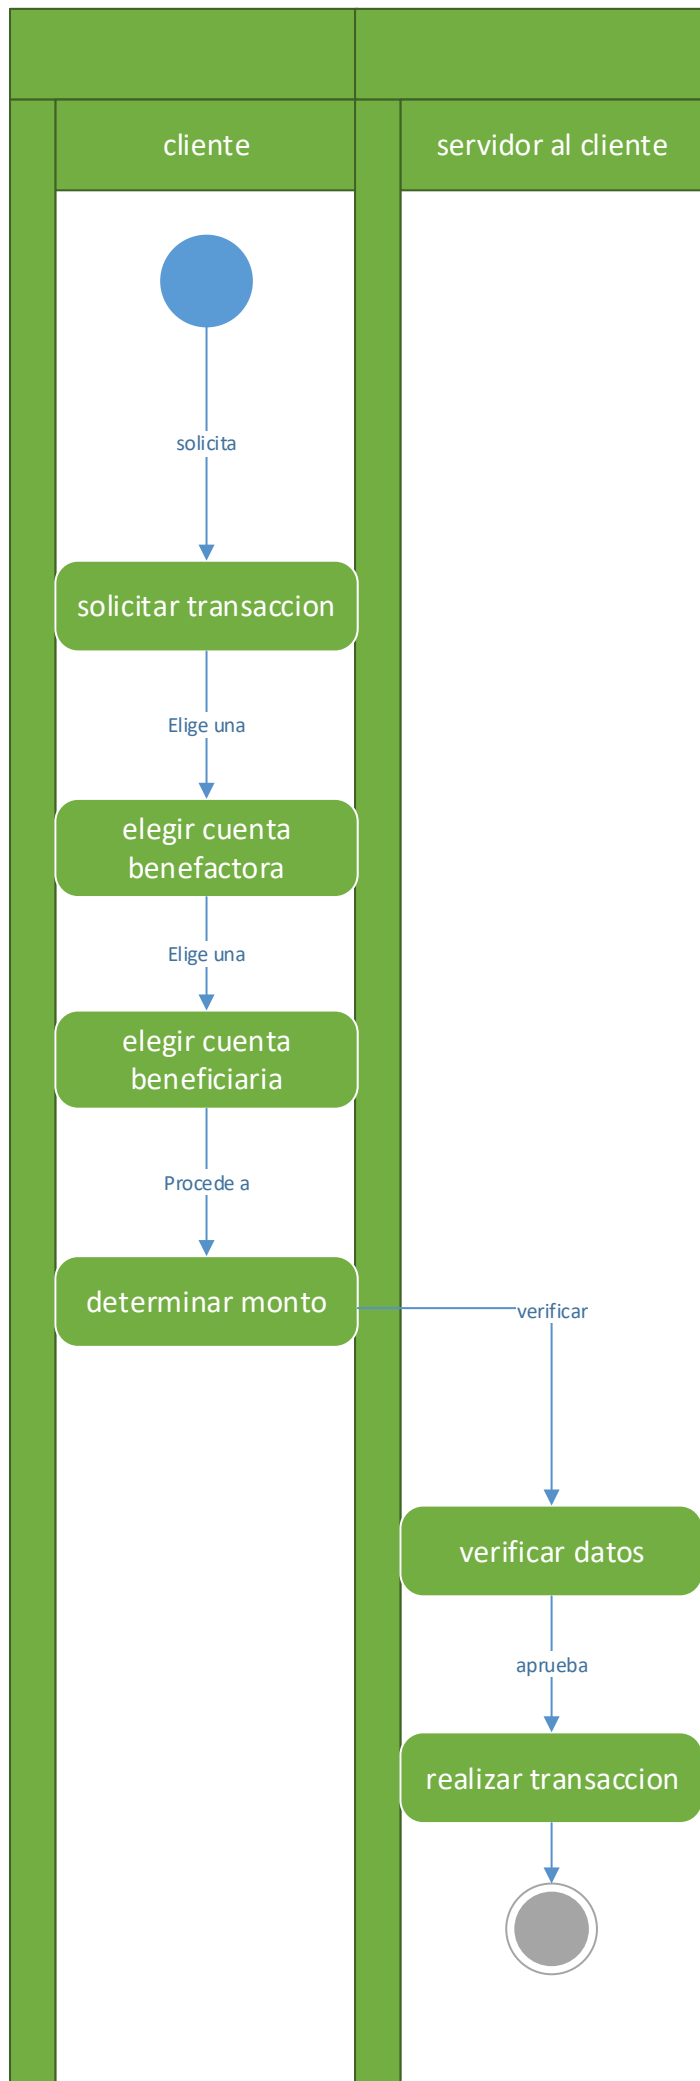 cliente
servidor al cliente
solicita
solicitar transaccion
Elige una
elegir cuenta
benefactora
Elige una
elegir cuenta
beneficiaria
Procede a
determinar monto
verificar
verificar datos
aprueba
realizar transaccion